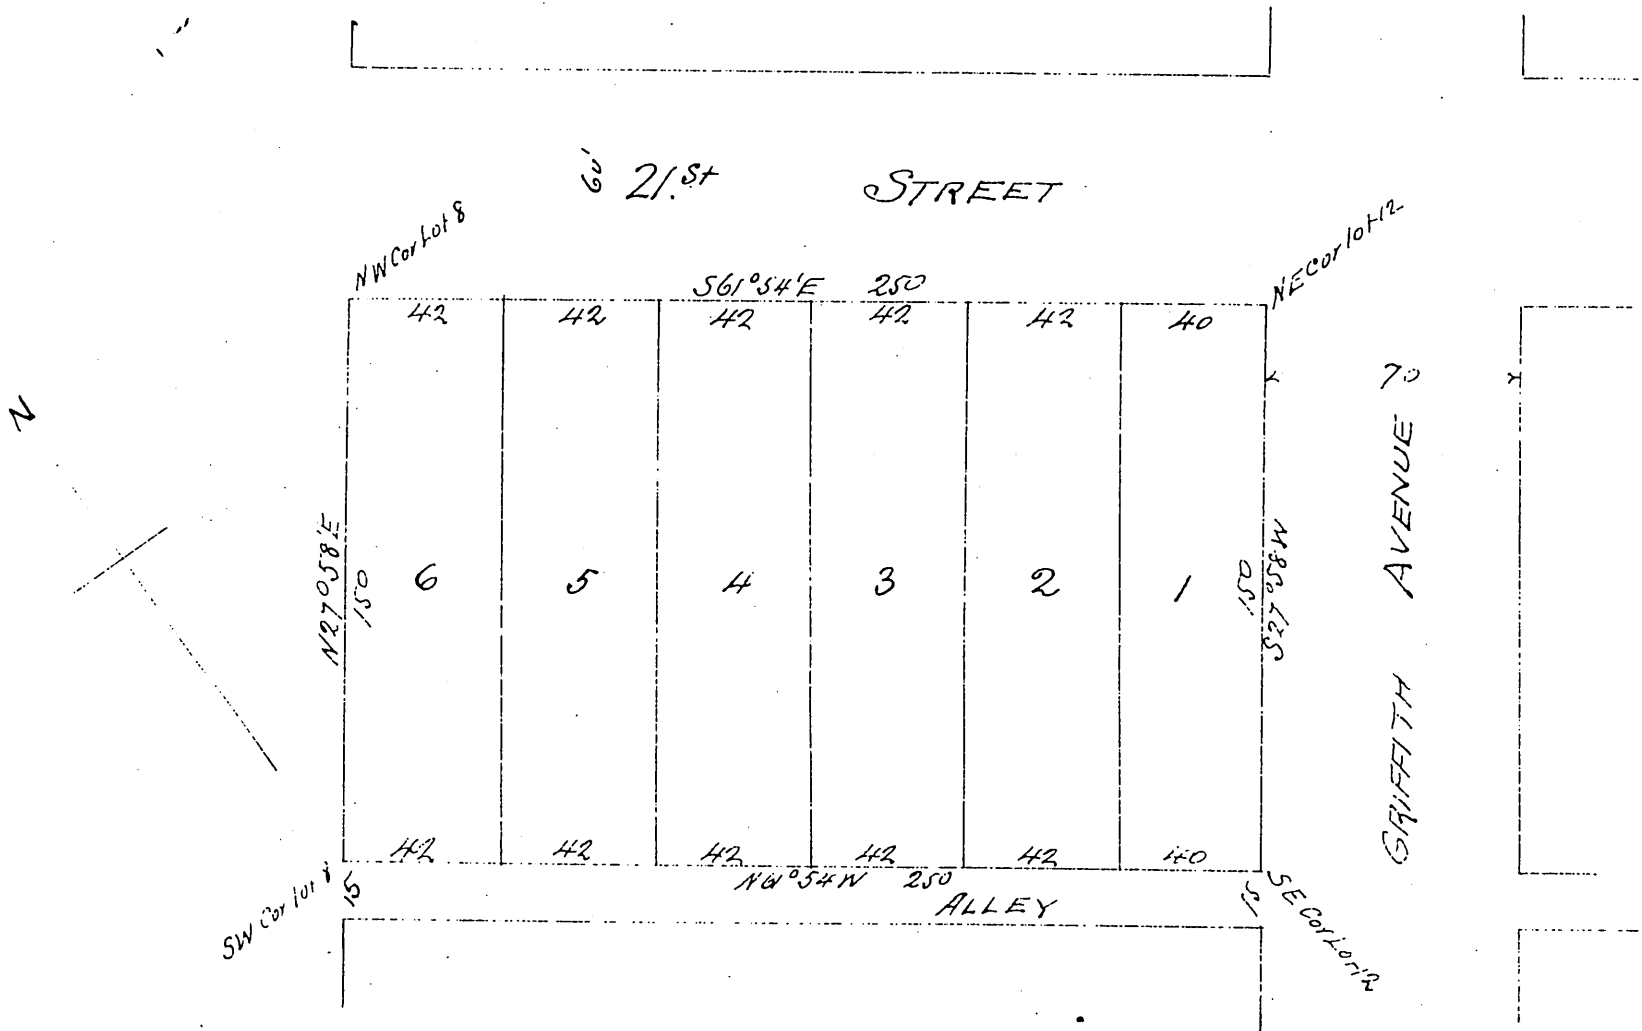 60' 21.st STREET
NW Cor Lot 8
NE Cor lot 12
S61°54'E 250
42 42 42 42 42 40
70
N
GRIFFITH AVENUE
N27°58'E
150
6 5 4 3 2 1
150
S27°58W
42 42 42 42 42 40
N61°54W 250
ALLEY
SW Cor lot 8
15
15
SE Cor Lot 12